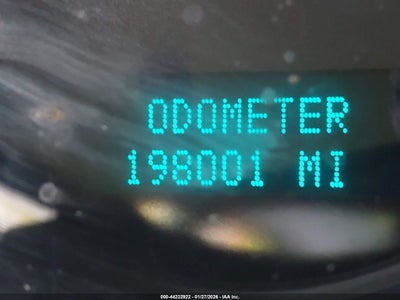 ODOMETER
198001 MI
000-44232922 - 01/27/2026 - IAA Inc.